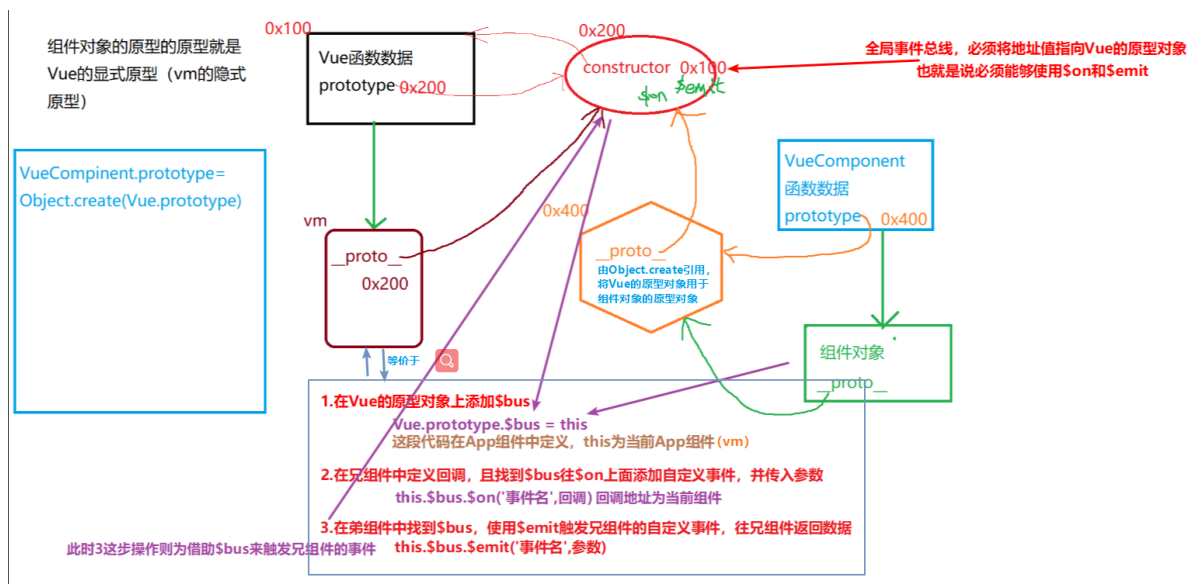 组件对象的原型的原型就是
Vue的显式原型（vm的隐式
原型）
0x100
Vue函数数据
prototype
0x200
0x200
constructor
0x100
$on
$emit
全局事件总线，必须将地址值指向Vue的原型对象
也就是说必须能够使用$on和$emit
VueCompinent.prototype=
Object.create(Vue.prototype)
vm
__proto__
0x200
0x400
__proto__
由Object.create引用，
将Vue的原型对象用于
组件对象的原型对象
VueComponent
函数数据
prototype
0x400
组件对象
__proto__
等价于
1.在Vue的原型对象上添加$bus
Vue.prototype.$bus = this
这段代码在App组件中定义，this为当前App组件
(vm)
2.在兄组件中定义回调，且找到$bus往$on上面添加自定义事件，并传入参数
this.$bus.$on('事件名',回调)
回调地址为当前组件
3.在弟组件中找到$bus，使用$emit触发兄组件的自定义事件，往兄组件返回数据
this.$bus.$emit('事件名',参数)
此时3这步操作则为借助$bus来触发兄组件的事件